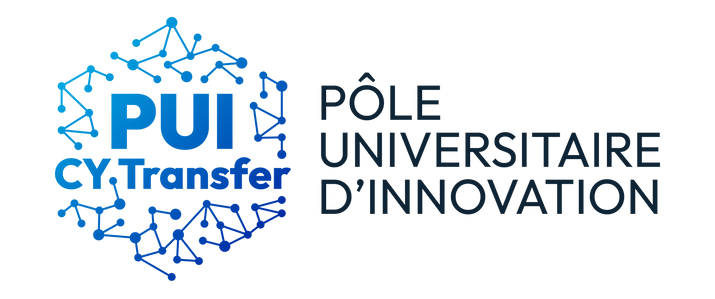 PUI
CY Transfer
PÔLE
UNIVERSITAIRE
D'INNOVATION